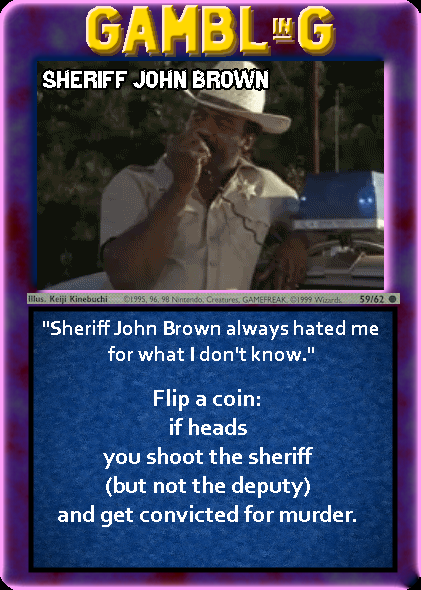 GAMBLING
SHERIFF JOHN BROWN
Illus. Keiji Kinebuchi ©1995, 96, 98 Nintendo, Creatures, GAMEFREAK. ©1999 Wizards. 59/62
"Sheriff John Brown always hated me
for what I don't know."
Flip a coin:
if heads
you shoot the sheriff
(but not the deputy)
and get convicted for murder.